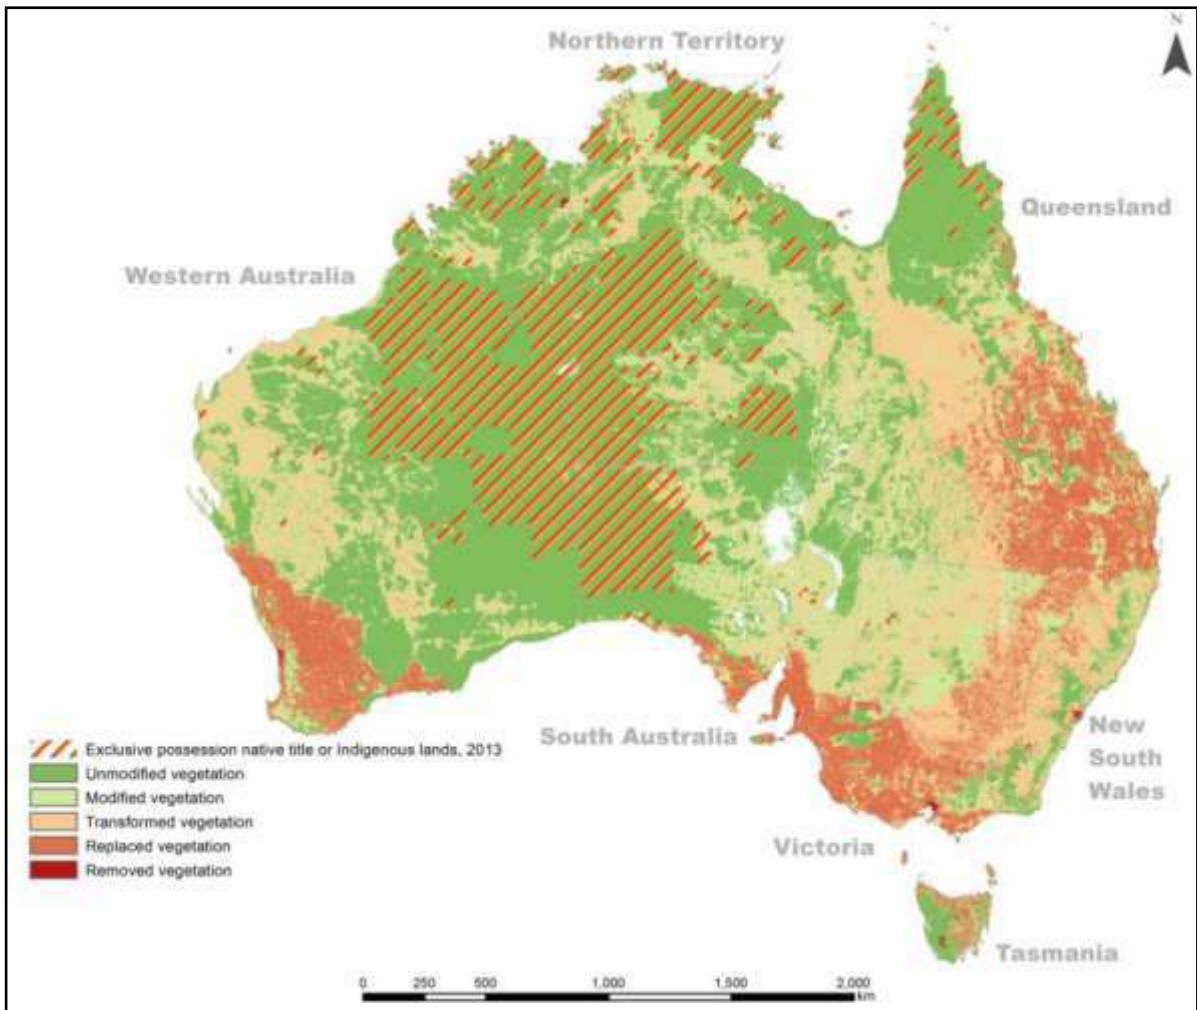 N
Northern Territory
Queensland
Western Australia
South Australia
New
South
Wales
Victoria
Tasmania
Exclusive possession native title or Indigenous lands, 2013
Unmodified vegetation
Modified vegetation
Transformed vegetation
Replaced vegetation
Removed vegetation
0 250 500 1,000 1,500 2,000
km